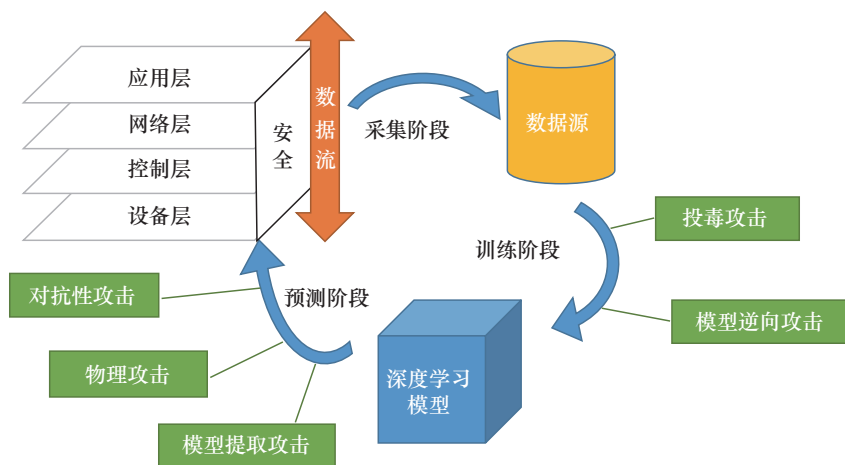 应用层
网络层
控制层
设备层
安全
数据流
采集阶段
数据源
投毒攻击
训练阶段
模型逆向攻击
对抗性攻击
预测阶段
物理攻击
深度学习
模型
模型提取攻击